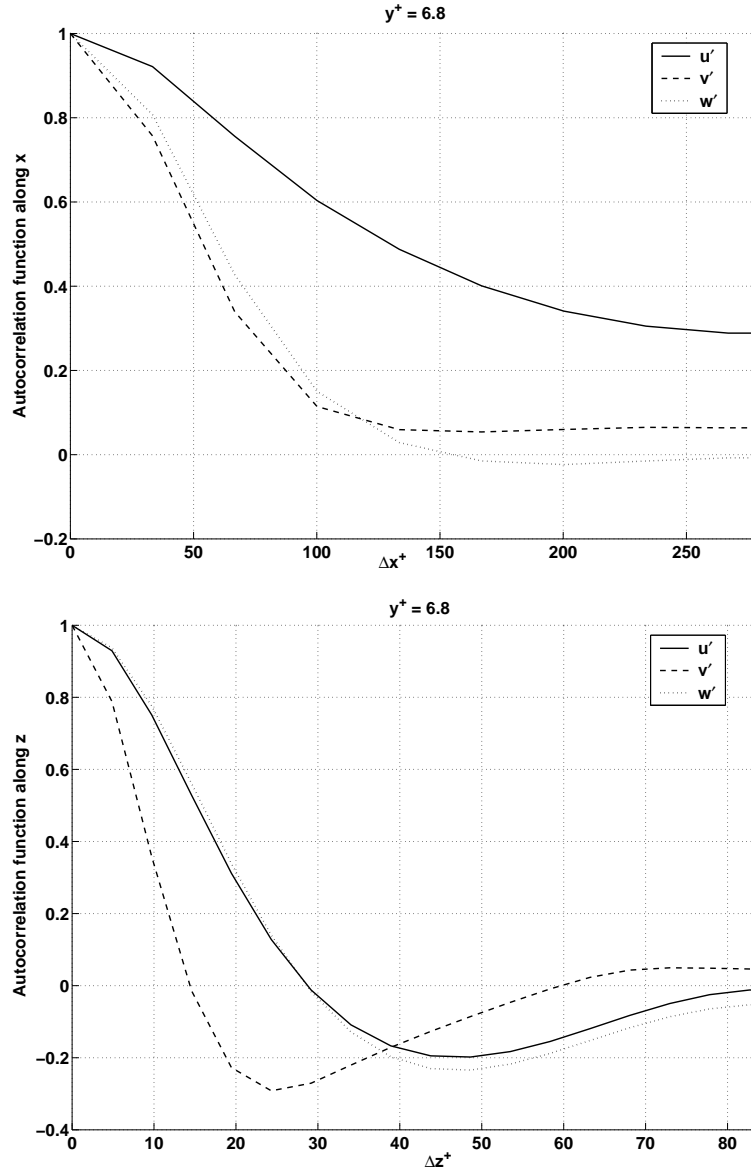 y+ = 6.8
Autocorrelation function along x
1
0.8
0.6
0.4
0.2
0
−0.2
u′
v′
w′
0 50 100 150 200 250
Δx+
y+ = 6.8
Autocorrelation function along z
1
0.8
0.6
0.4
0.2
0
−0.2
−0.4
u′
v′
w′
0 10 20 30 40 50 60 70 80
Δz+